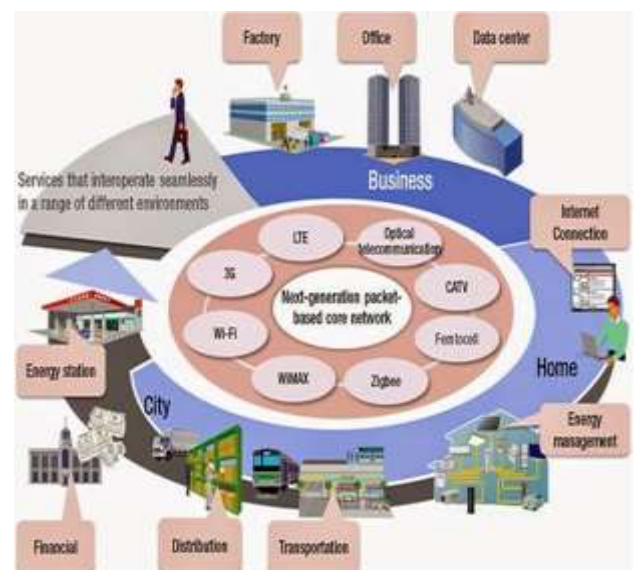 Factory
Office
Data center
Services that interoperate seamlessly
in a range of different environments
Business
Internet
Connection
LTE
Optical
telecommunication
3G
CATV
Next-generation packet-
based core network
Wi-Fi
Femtocell
WiMAX
Zigbee
Energy station
City
Home
Energy
management
Financial
Distribution
Transportation